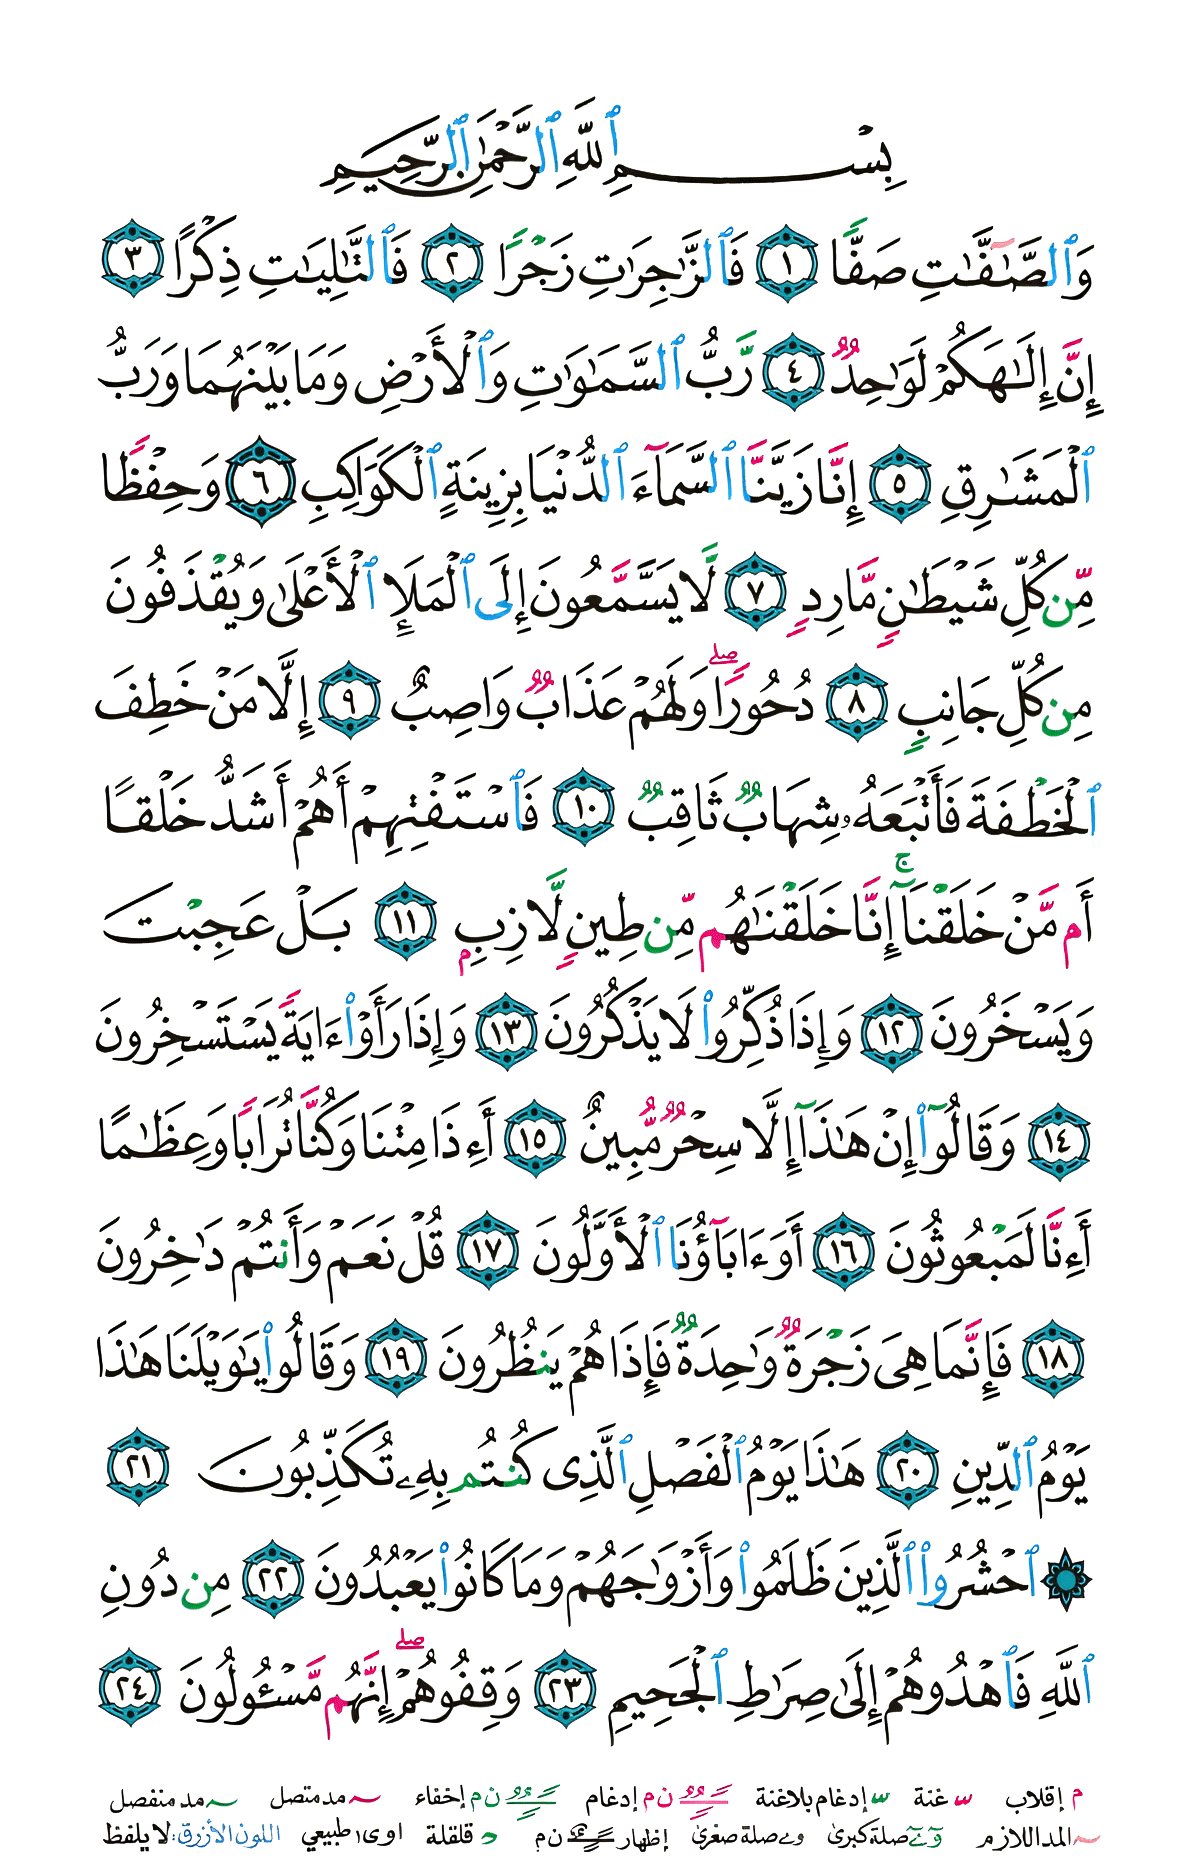 بِسْمِ ٱللَّهِ ٱلرَّحْمَٰنِ ٱلرَّحِيمِ
وَٱلصَّـٰٓفَّـٰتِ صَفًّا ١ فَٱلزَّٰجِرَٰتِ زَجْرًا ٢ فَٱلتَّـٰلِيَـٰتِ ذِكْرًا ٣
إِنَّ إِلَـٰهَكُمْ لَوَٰحِدٌ ٤ رَّبُّ ٱلسَّمَـٰوَٰتِ وَٱلْأَرْضِ وَمَا بَيْنَهُمَا وَرَبُّ
ٱلْمَشَـٰرِقِ ٥ إِنَّا زَيَّنَّا ٱلسَّمَآءَ ٱلدُّنْيَا بِزِينَةٍ ٱلْكَوَاكِبِ ٦ وَحِفْظًا
مِّن كُلِّ شَيْطَـٰنٍ مَّارِدٍ ٧ لَّا يَسَّمَّعُونَ إِلَى ٱلْمَلَإِ ٱلْأَعْلَىٰ وَيُقْذَفُونَ
مِن كُلِّ جَانِبٍ ٨ دُحُورًا ۖ وَلَهُمْ عَذَابٌ وَاصِبٌ ٩ إِلَّا مَنْ خَطِفَ
ٱلْخَطْفَةَ فَأَتْبَعَهُۥ شِهَابٌ ثَاقِبٌ ١٠ فَٱسْتَفْتِهِمْ أَهُمْ أَشَدُّ خَلْقًا
أَم مَّنْ خَلَقْنَآ ۚ إِنَّا خَلَقْنَـٰهُم مِّن طِينٍ لَّازِبٍۭ ١١ بَلْ عَجِبْتَ
وَيَسْخَرُونَ ١٢ وَإِذَا ذُكِّرُوا۟ لَا يَذْكُرُونَ ١٣ وَإِذَا رَأَوْا۟ ءَايَةً يَسْتَسْخِرُونَ
١٤ وَقَالُوٓا۟ إِنْ هَـٰذَآ إِلَّا سِحْرٌ مُّبِينٌ ١٥ أَءِذَا مِتْنَا وَكُنَّا تُرَابًا وَعِظَـٰمًا
أَءِنَّا لَمَبْعُوثُونَ ١٦ أَوَءَابَآؤُنَا ٱلْأَوَّلُونَ ١٧ قُلْ نَعَمْ وَأَنتُمْ دَٰخِرُونَ
١٨ فَإِنَّمَا هِىَ زَجْرَةٌ وَٰحِدَةٌ فَإِذَا هُمْ يَنظُرُونَ ١٩ وَقَالُوا۟ يَـٰوَيْلَنَا هَـٰذَا
يَوْمُ ٱلدِّينِ ٢٠ هَـٰذَا يَوْمُ ٱلْفَصْلِ ٱلَّذِى كُنتُم بِهِۦ تُكَذِّبُونَ ٢١
۞ ٱحْشُرُوا۟ ٱلَّذِينَ ظَلَمُوا۟ وَأَزْوَٰجَهُمْ وَمَا كَانُوا۟ يَعْبُدُونَ ٢٢ مِن دُونِ
ٱللَّهِ فَٱهْدُوهُمْ إِلَىٰ صِرَٰطِ ٱلْجَحِيمِ ٢٣ وَقِفُوهُمْ ۖ إِنَّهُم مَّسْـُٔولُونَ ٢٤
م إقلاب غنة إدغام بلاغنة ن م إدغام ن م إخفاء مد متصل مد منفصل
المد اللازم صلة كبرى و ے صلة صغرى إظهار ن م قلقلة ا و ى طبيعي اللون الأزرق: لا يلفظ